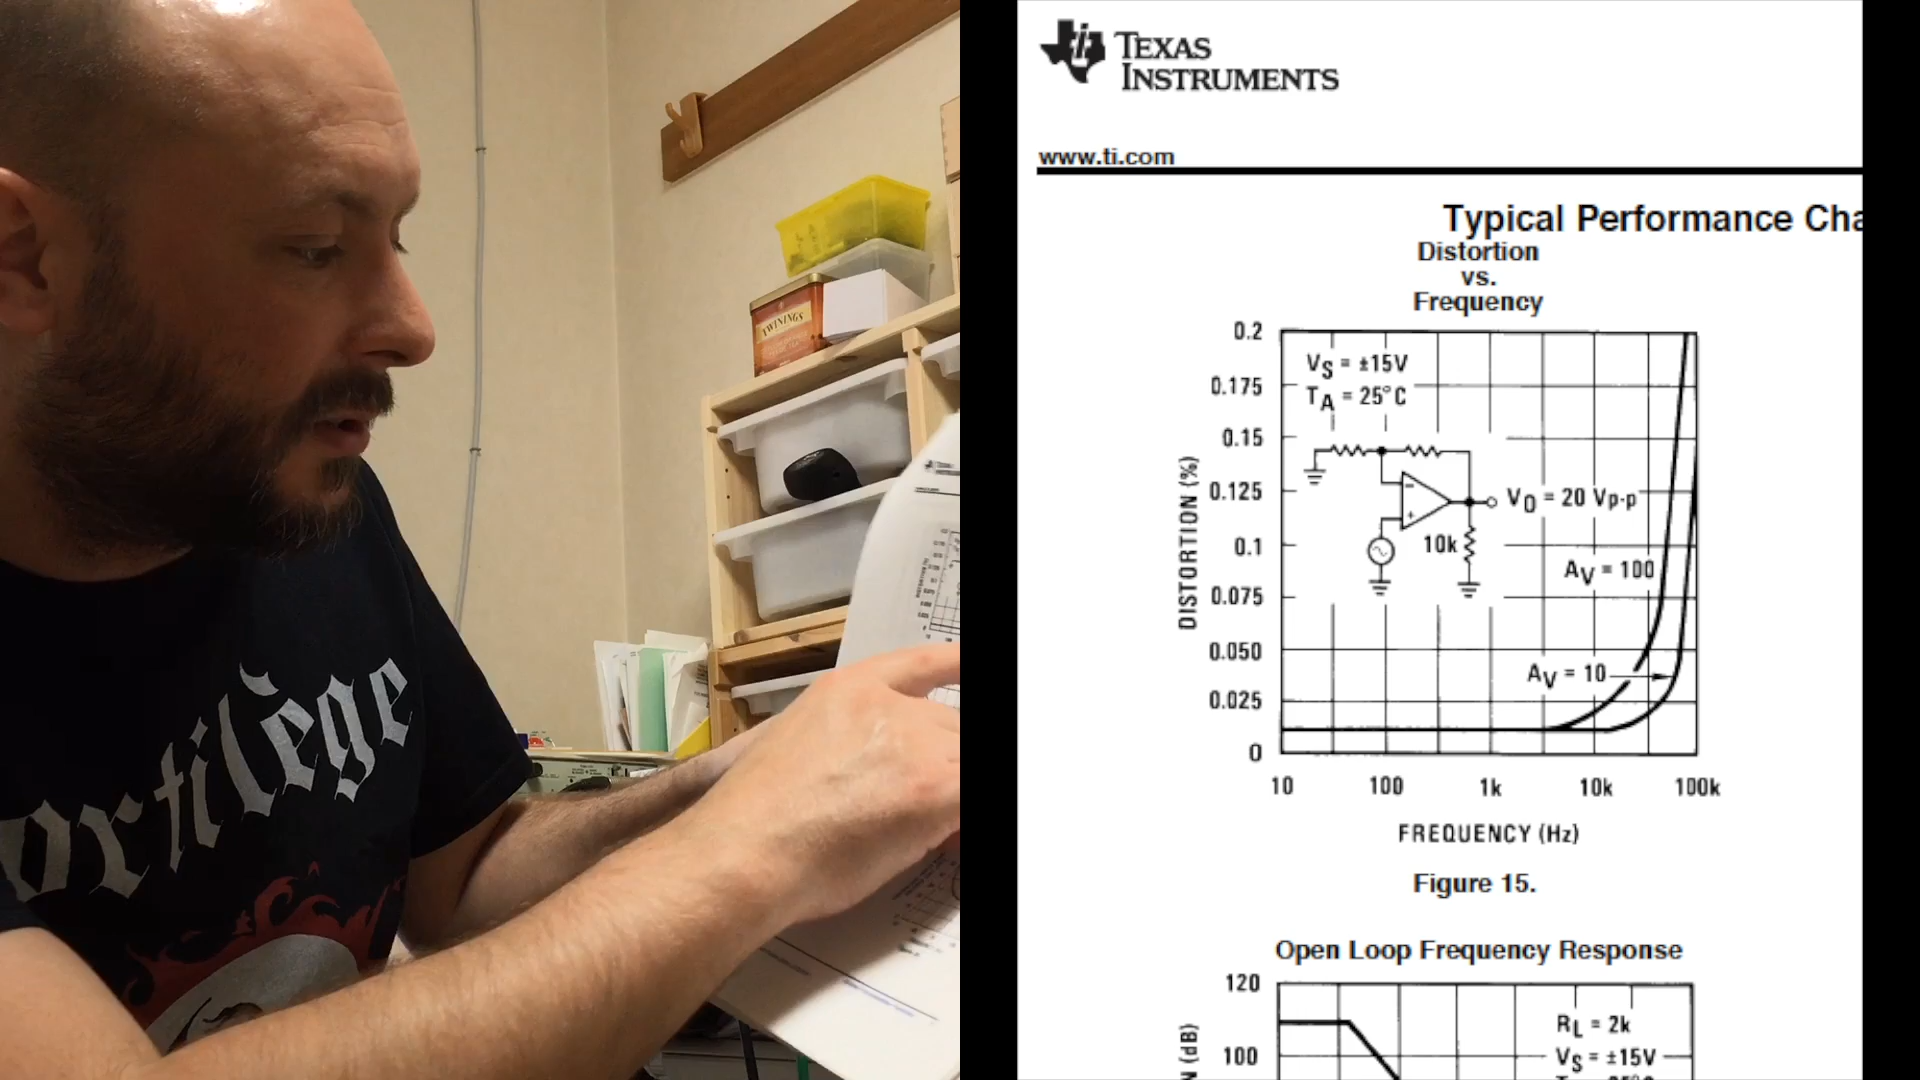 TWININGS
ortilège
TEXAS
INSTRUMENTS
www.ti.com
Typical Performance Cha
Distortion
vs.
Frequency
0.2
0.175
0.15
0.125
0.1
0.075
0.050
0.025
0
DISTORTION (%)
VS = ±15V
TA = 25°C
VO = 20 Vp-p
10k
AV = 100
AV = 10
10 100 1k 10k 100k
FREQUENCY (Hz)
Figure 15.
Open Loop Frequency Response
120
100
N (dB)
RL = 2k
VS = ±15V